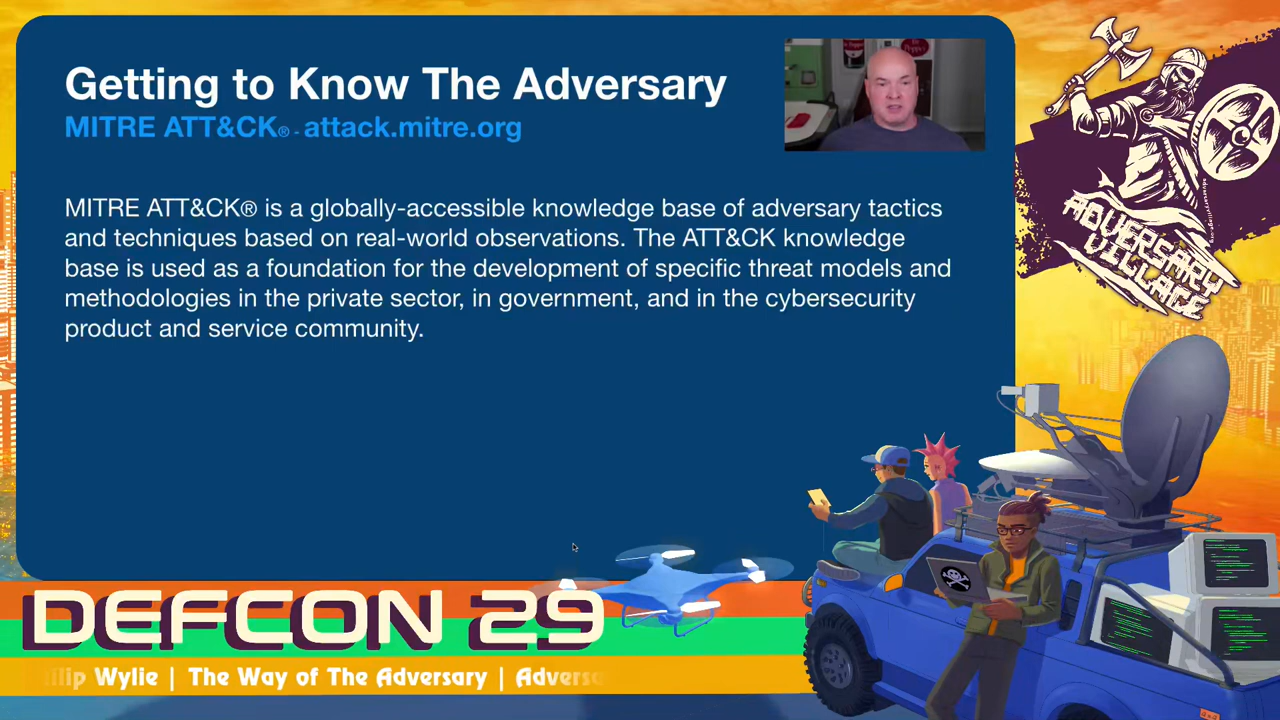 Getting to Know The Adversary
MITRE ATT&CK® - attack.mitre.org
MITRE ATT&CK® is a globally-accessible knowledge base of adversary tactics
and techniques based on real-world observations. The ATT&CK knowledge
base is used as a foundation for the development of specific threat models and
methodologies in the private sector, in government, and in the cybersecurity
product and service community.
ADVERSARY
VILLAGE
DEFCON 29
Wylie | The Way of The Adversary |